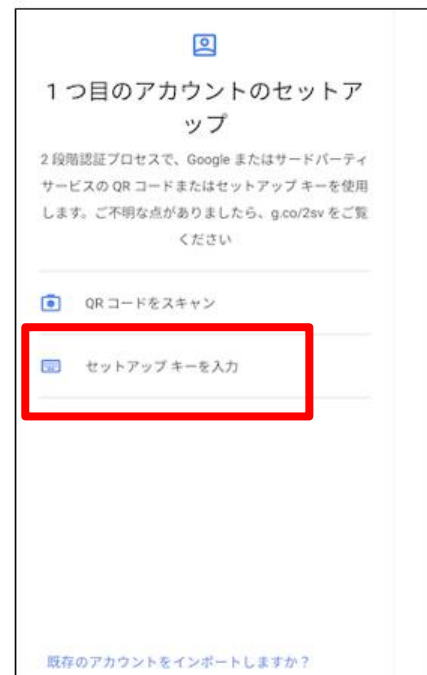 1 つ目のアカウントのセットア
ップ
2 段階認証プロセスで、Google またはサードパーティ
サービスの QR コードまたはセットアップ キーを使用
します。ご不明な点がありましたら、g.co/2sv をご覧
ください
QR コードをスキャン
セットアップ キーを入力
既存のアカウントをインポートしますか？